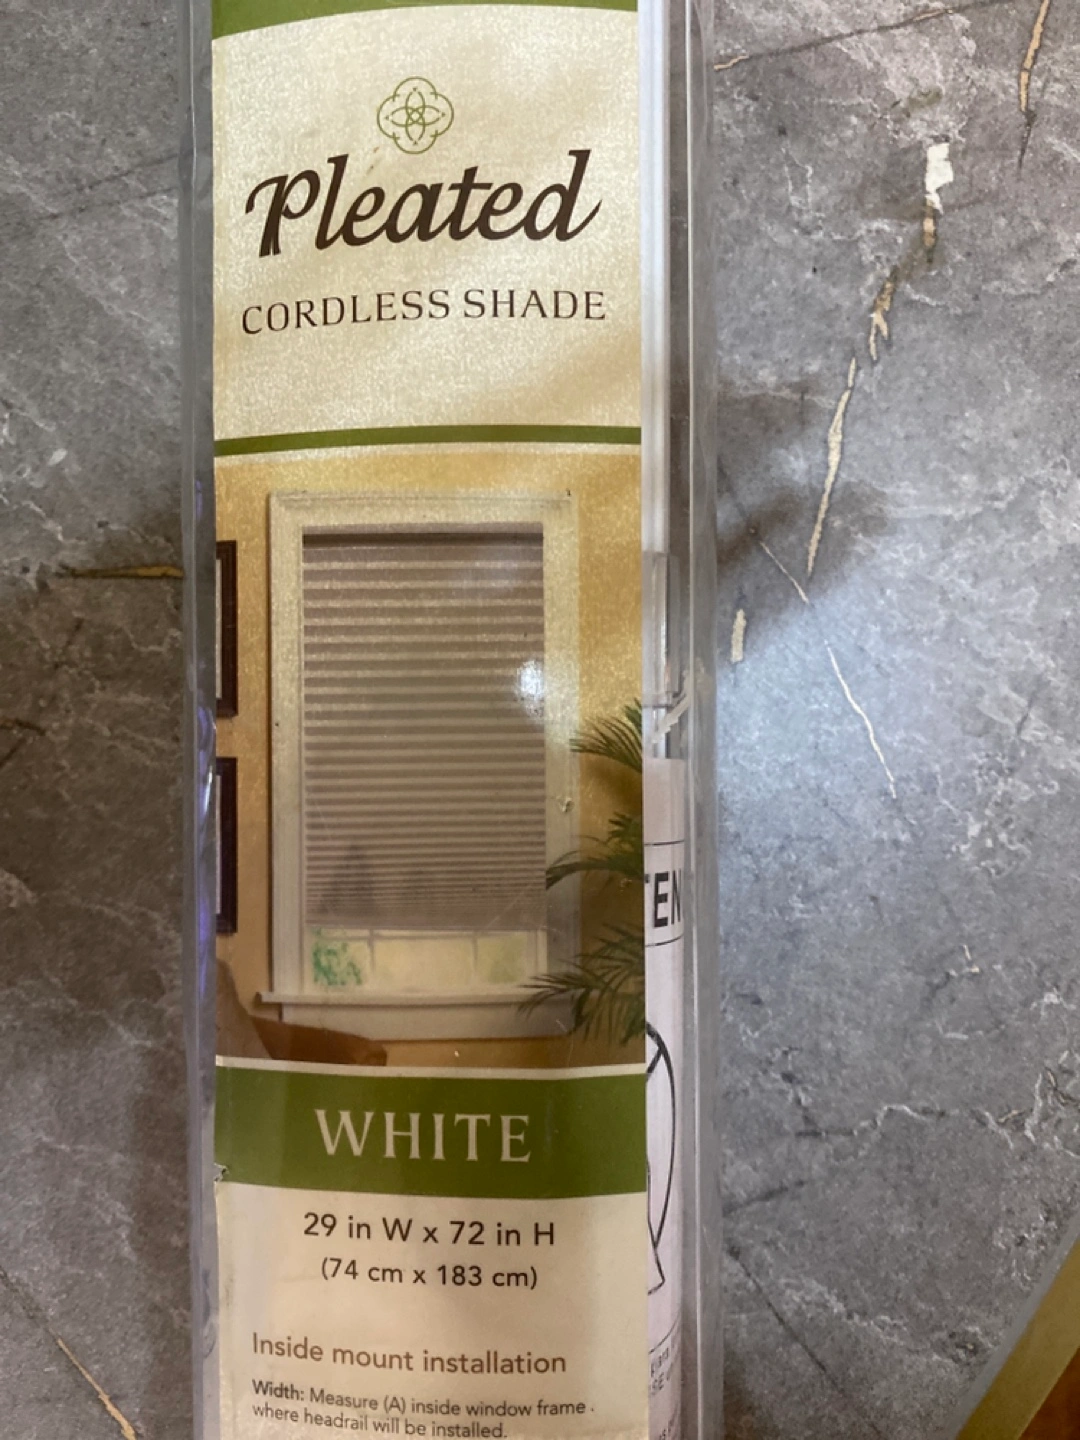 Pleated
CORDLESS SHADE
WHITE
29 in W x 72 in H
(74 cm x 183 cm)
Inside mount installation
Width: Measure (A) inside window frame
where headrail will be installed.
TEN